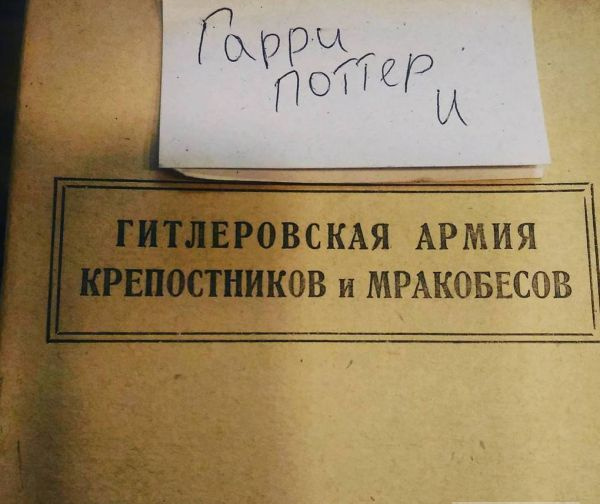 Гарри
поттер
и
ГИТЛЕРОВСКАЯ АРМИЯ
КРЕПОСТНИКОВ и МРАКОБЕСОВ